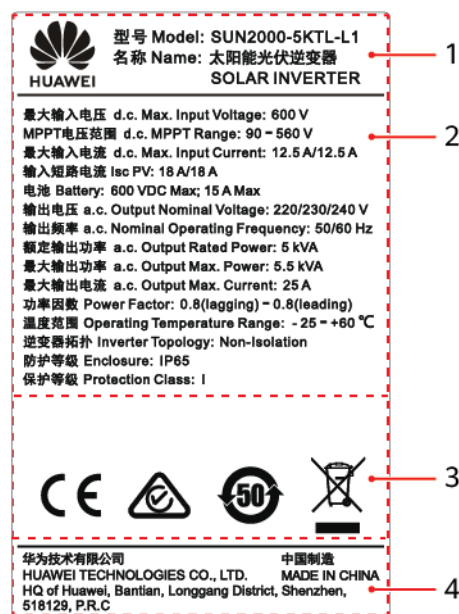 型号 Model: SUN2000-5KTL-L1
名称 Name: 太阳能光伏逆变器
SOLAR INVERTER
HUAWEI
1
最大输入电压 d.c. Max. Input Voltage: 600 V
MPPT电压范围 d.c. MPPT Range: 90 - 560 V
2
最大输入电流 d.c. Max. Input Current: 12.5 A/12.5 A
输入短路电流 Isc PV: 18 A/18 A
电池 Battery: 600 VDC Max; 15 A Max
输出电压 a.c. Output Nominal Voltage: 220/230/240 V
输出频率 a.c. Nominal Operating Frequency: 50/60 Hz
额定输出功率 a.c. Output Rated Power: 5 kVA
最大输出功率 a.c. Output Max. Power: 5.5 kVA
最大输出电流 a.c. Output Max. Current: 25 A
功率因数 Power Factor: 0.8(lagging) - 0.8(leading)
温度范围 Operating Temperature Range: - 25 - +60 ℃
逆变器拓扑 Inverter Topology: Non-Isolation
防护等级 Enclosure: IP65
保护等级 Protection Class: I
CE
50
3
华为技术有限公司 中国制造
HUAWEI TECHNOLOGIES CO., LTD. MADE IN CHINA
HQ of Huawei, Bantian, Longgang District, Shenzhen,
518129, P.R.C
4